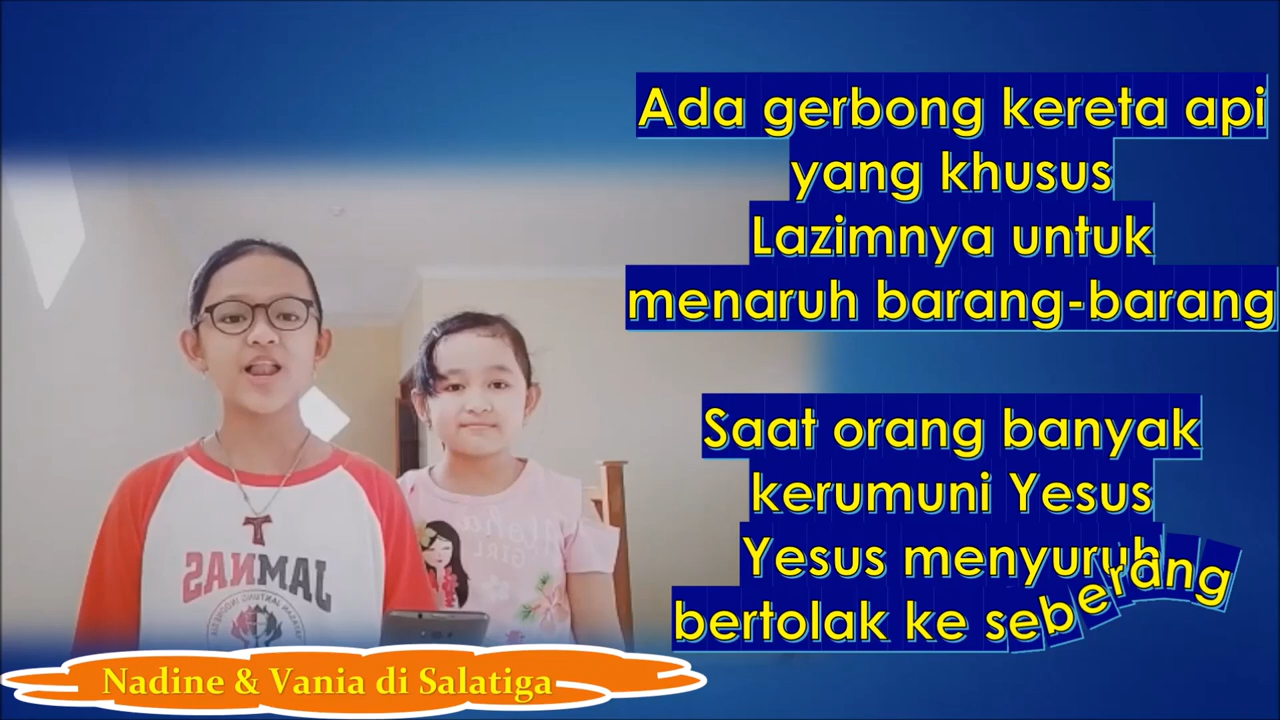 Ada gerbong kereta api
yang khusus
Lazimnya untuk
menaruh barang-barang
Saat orang banyak
kerumuni Yesus
Yesus menyuruh
bertolak ke seberang
JAMNAS
GIRL
Nadine & Vania di Salatiga